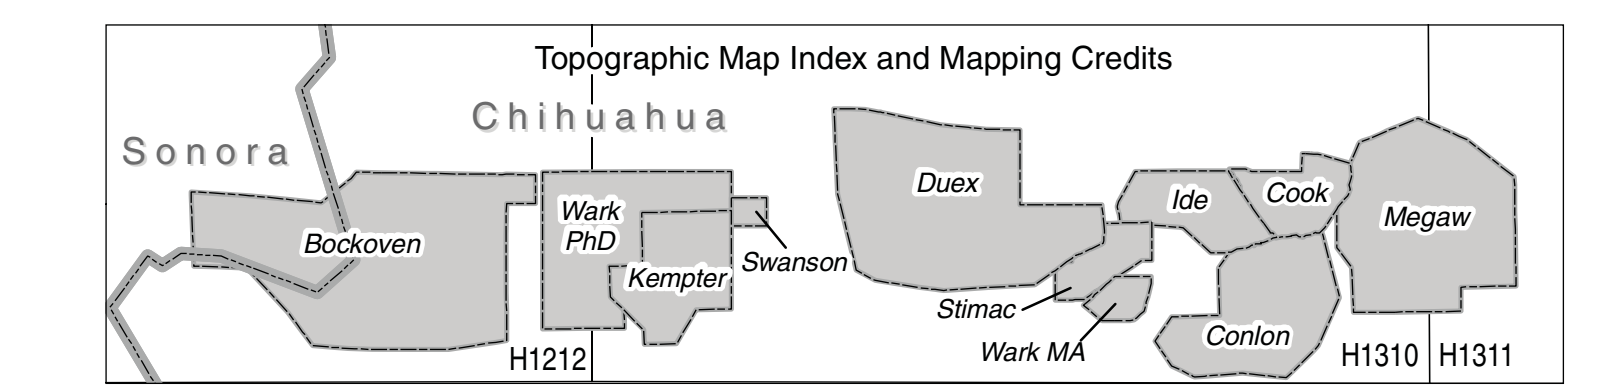 Topographic Map Index and Mapping Credits
Chihuahua
Sonora
Bockoven
Wark
PhD
Kempter
Swanson
Duex
Stimac
Wark MA
Ide
Cook
Conlon
Megaw
H1212
H1310
H1311